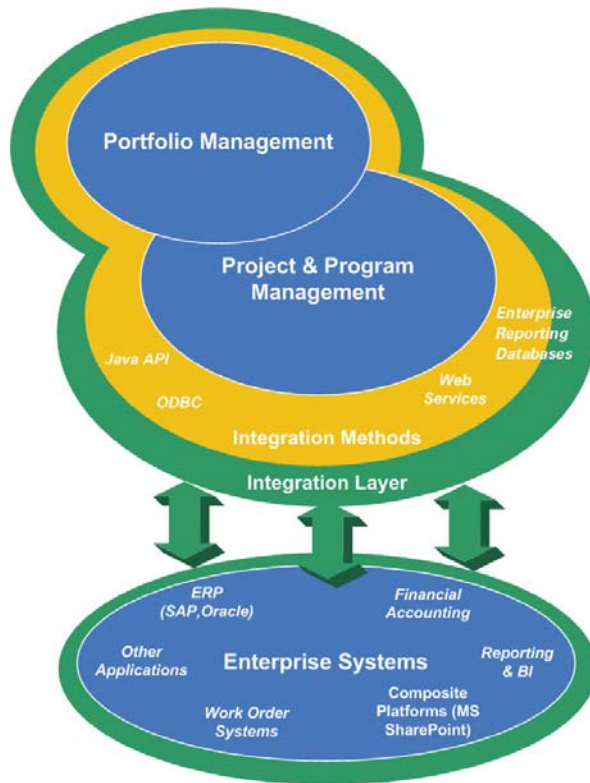 Portfolio Management
Project & Program
Management
Enterprise
Reporting
Databases
Java API
Web
Services
ODBC
Integration Methods
Integration Layer
ERP
(SAP,Oracle)
Financial
Accounting
Other
Applications
Enterprise Systems
Reporting
& BI
Work Order
Systems
Composite
Platforms (MS
SharePoint)